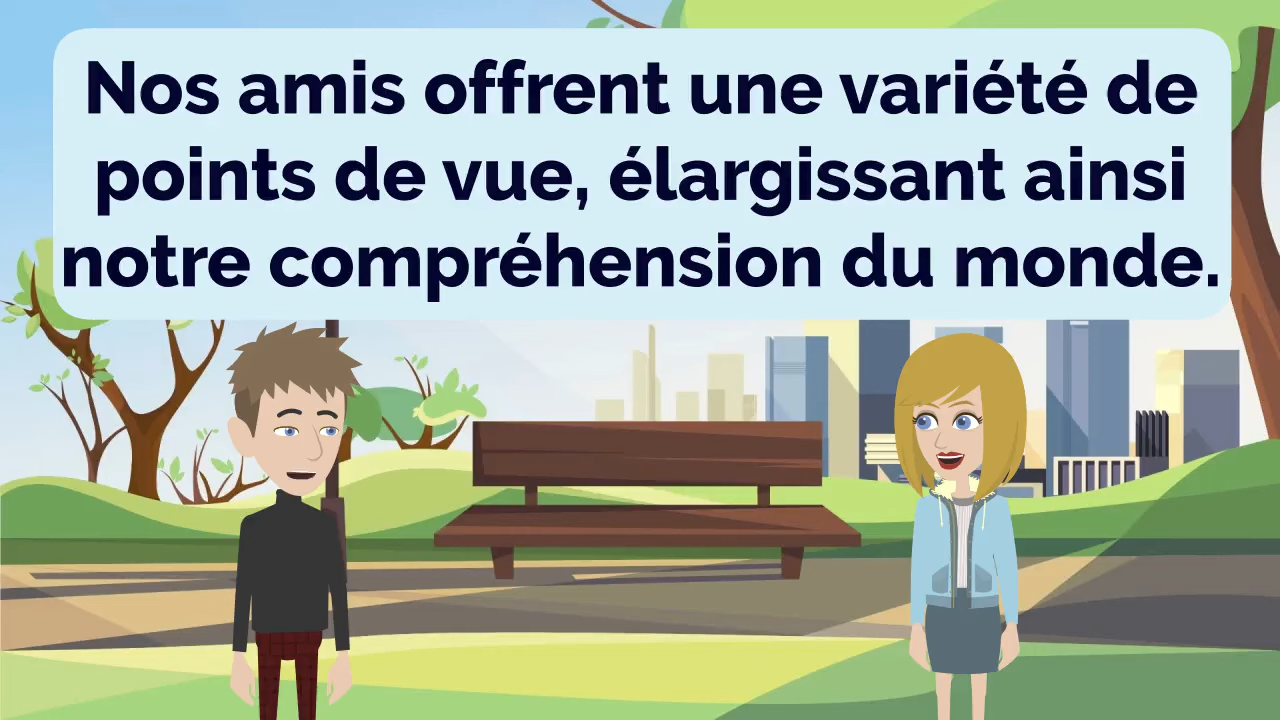 Nos amis offrent une variété de
points de vue, élargissant ainsi
notre compréhension du monde.